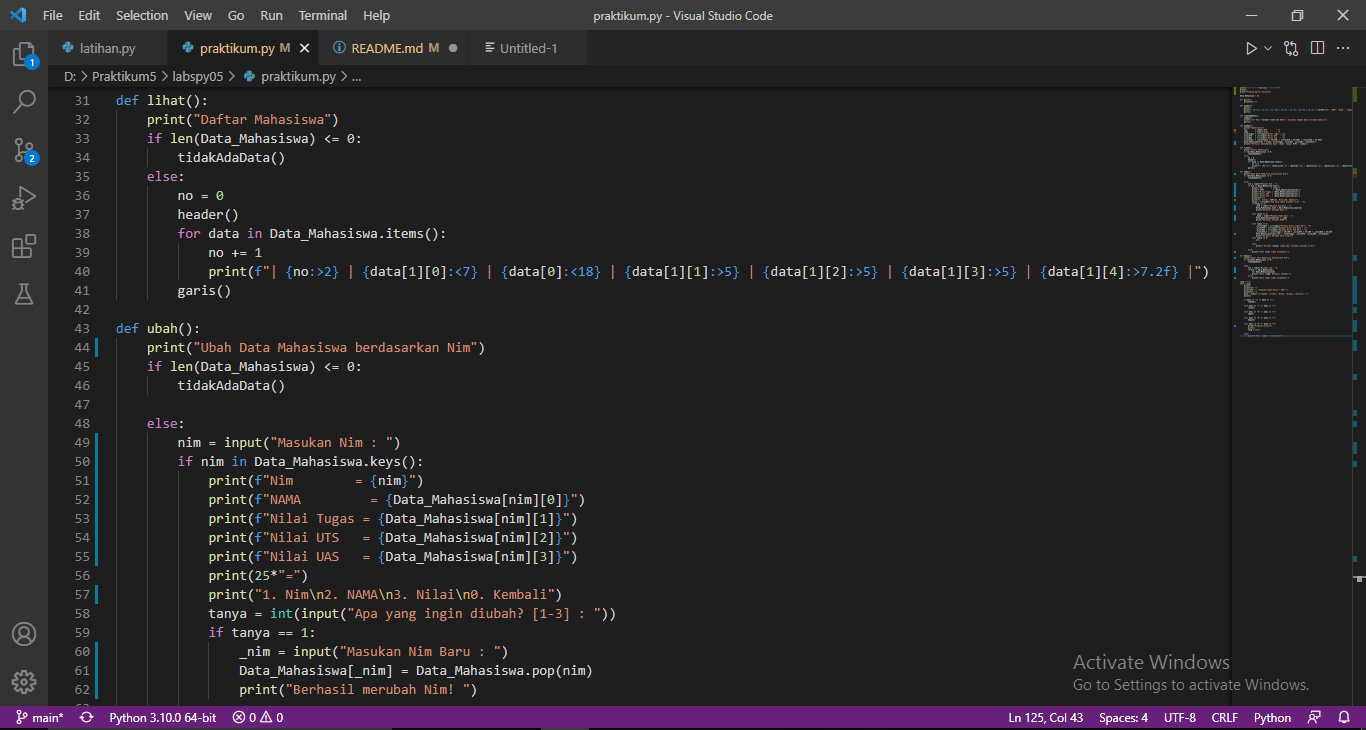 File Edit Selection View Go Run Terminal Help praktikum.py - Visual Studio Code
latihan.py praktikum.py M README.md M Untitled-1
D: > Praktikum5 > labspy05 > praktikum.py > ...
1
2
31 def lihat():
32     print("Daftar Mahasiswa")
33     if len(Data_Mahasiswa) <= 0:
34         tidakAdaData()
35     else:
36         no = 0
37         header()
38         for data in Data_Mahasiswa.items():
39             no += 1
40             print(f"| {no:>2} | {data[1][0]:<7} | {data[0]:<18} | {data[1][1]:>5} | {data[1][2]:>5} | {data[1][3]:>5} | {data[1][4]:>7.2f} |")
41         garis()
42
43 def ubah():
44     print("Ubah Data Mahasiswa berdasarkan Nim")
45     if len(Data_Mahasiswa) <= 0:
46         tidakAdaData()
47
48     else:
49         nim = input("Masukan Nim : ")
50         if nim in Data_Mahasiswa.keys():
51             print(f"Nim        = {nim}")
52             print(f"NAMA         = {Data_Mahasiswa[nim][0]}")
53             print(f"Nilai Tugas = {Data_Mahasiswa[nim][1]}")
54             print(f"Nilai UTS   = {Data_Mahasiswa[nim][2]}")
55             print(f"Nilai UAS   = {Data_Mahasiswa[nim][3]}")
56             print(25*"=")
57             print("1. Nim\n2. NAMA\n3. Nilai\n0. Kembali")
58             tanya = int(input("Apa yang ingin diubah? [1-3] : "))
59             if tanya == 1:
60                 _nim = input("Masukan Nim Baru : ")
61                 Data_Mahasiswa[_nim] = Data_Mahasiswa.pop(nim)
62                 print("Berhasil merubah Nim! ")
Activate Windows
Go to Settings to activate Windows.
main* Python 3.10.0 64-bit 0 0 Ln 125, Col 43 Spaces: 4 UTF-8 CRLF Python